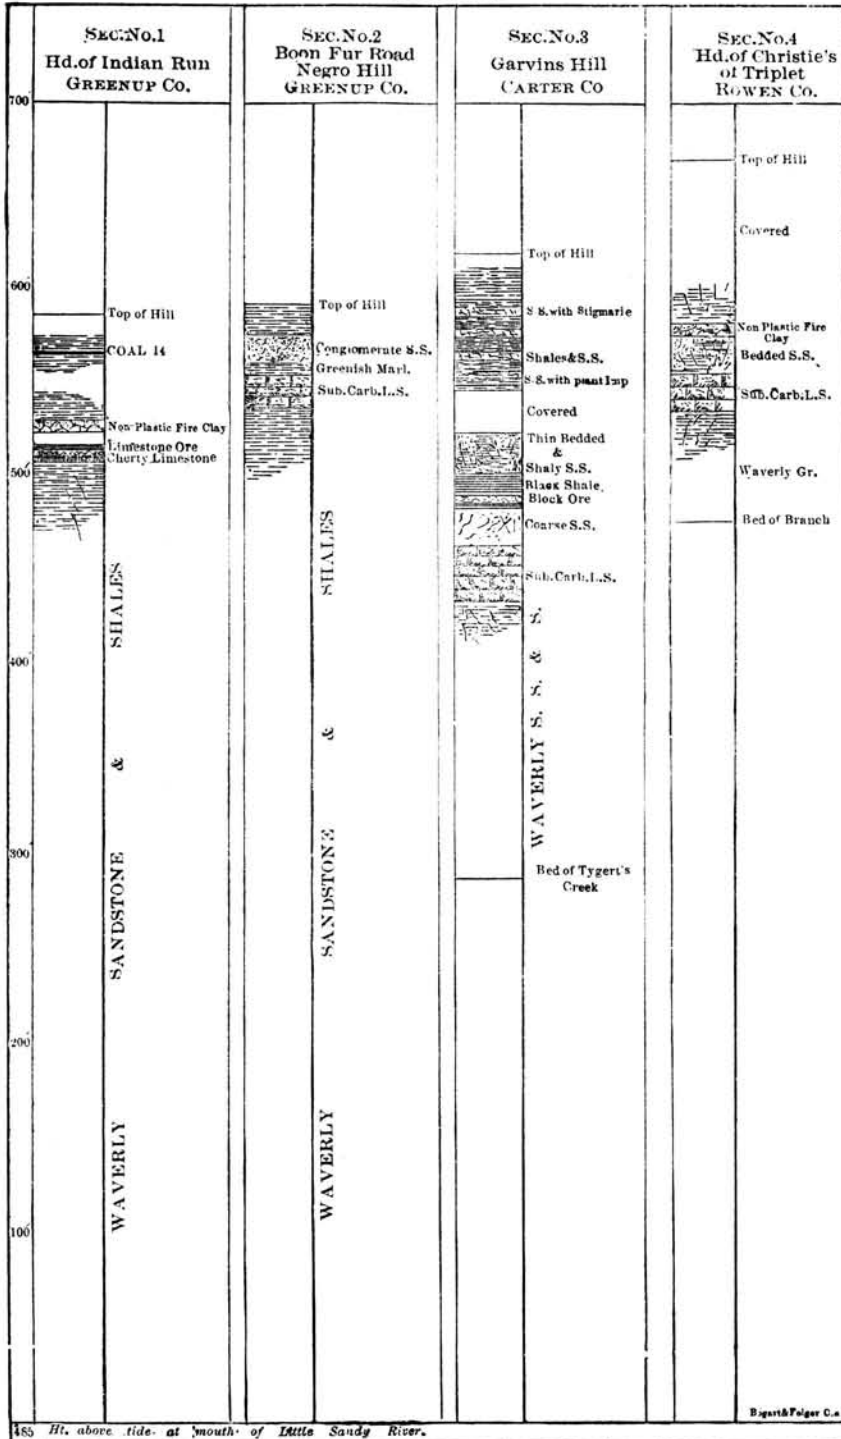 SEC.No.1
Hd.of Indian Run
GREENUP Co.
SEC.No.2
Boon Fur Road
Negro Hill
GREENUP Co.
SEC.No.3
Garvins Hill
CARTER Co
SEC.No.4
Hd.of Christie's
of Triplet
ROWEN Co.
700'
600'
500'
400'
300'
200'
100'
Top of Hill
COAL 14
Non-Plastic Fire Clay
Limestone Ore
Cherty Limestone
WAVERLY SANDSTONE & SHALES
Top of Hill
Conglomerate S.S.
Greenish Marl.
Sub.Carb.L.S.
WAVERLY SANDSTONE & SHALES
Top of Hill
S.S.with Stigmarie
Shales&S.S.
S.S.with plant Imp
Covered
Thin Bedded
&
Shaly S.S.
Black Shale
Block Ore
Coarse S.S.
Sub.Carb.L.S.
WAVERLY S. S. & S.
Bed of Tygert's
Creek
Top of Hill
Covered
Non Plastic Fire
Clay
Bedded S.S.
Sub.Carb.L.S.
Waverly Gr.
Bed of Branch
485 Ht. above tide at mouth of Little Sandy River.